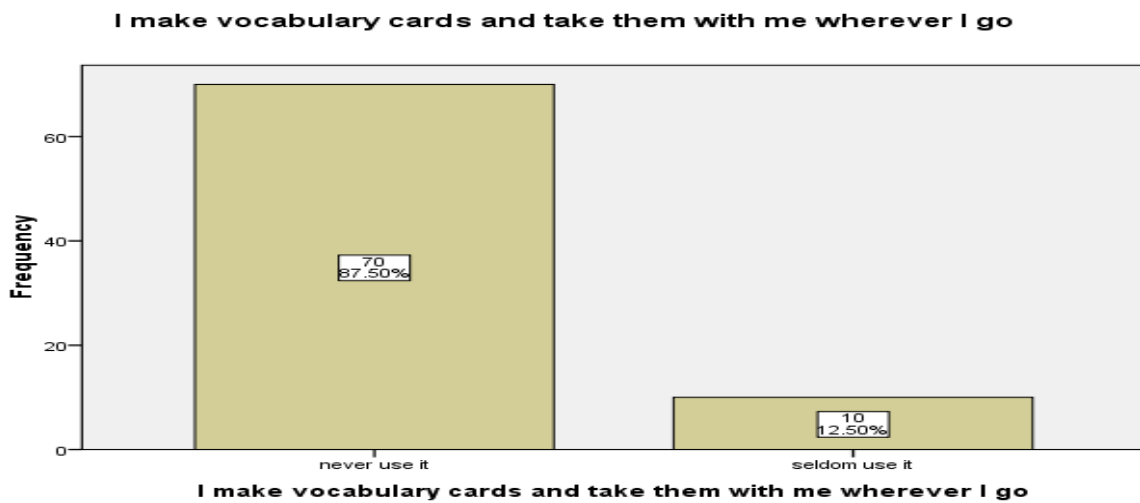 I make vocabulary cards and take them with me wherever I go
Frequency
60
40
20
0
70
87.50%
10
12.50%
never use it
seldom use it
I make vocabulary cards and take them with me wherever I go